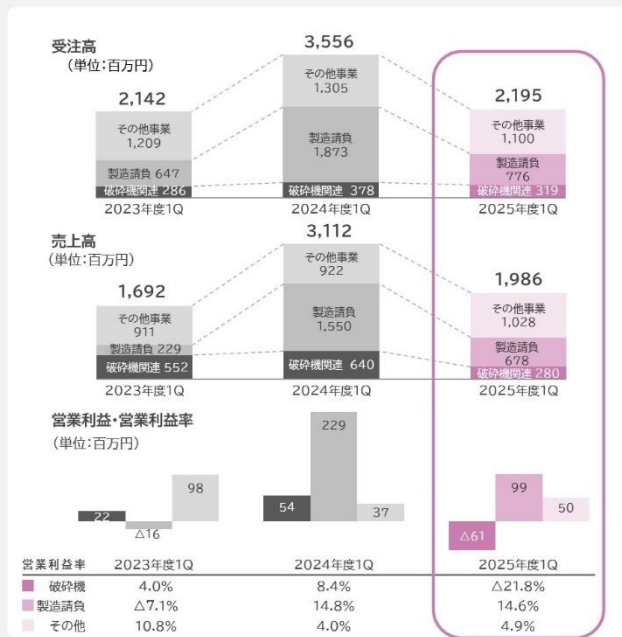 受注高
(単位:百万円)
2,142
3,556
2,195
その他事業
1,209
その他事業
1,305
その他事業
1,100
製造請負 647
製造請負
1,873
製造請負
776
破砕機関連 286
破砕機関連 378
破砕機関連 319
2023年度1Q
2024年度1Q
2025年度1Q
売上高
(単位:百万円)
1,692
3,112
1,986
その他事業
911
その他事業
922
その他事業
1,028
製造請負 229
製造請負
1,550
製造請負
678
破砕機関連 552
破砕機関連 640
破砕機関連 280
2023年度1Q
2024年度1Q
2025年度1Q
営業利益・営業利益率
(単位:百万円)
22
△16
98
54
229
37
△61
99
50
営業利益率 2023年度1Q 2024年度1Q 2025年度1Q
破砕機 4.0% 8.4% △21.8%
製造請負 △7.1% 14.8% 14.6%
その他 10.8% 4.0% 4.9%